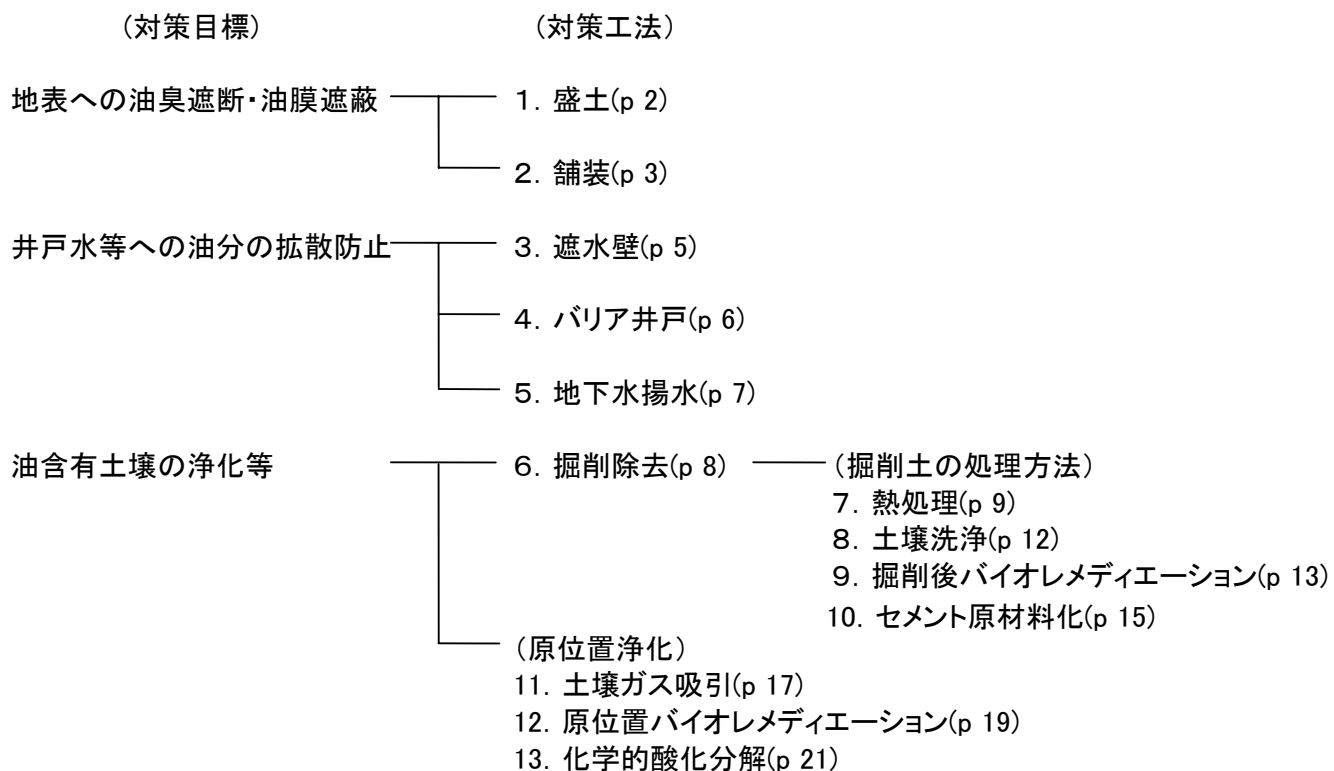 （対策目標） （対策工法）
地表への油臭遮断・油膜遮蔽 １．盛土(p 2)
２．舗装(p 3)
井戸水等への油分の拡散防止 ３．遮水壁(p 5)
４．バリア井戸(p 6)
５．地下水揚水(p 7)
油含有土壌の浄化等 ６．掘削除去(p 8) （掘削土の処理方法）
７．熱処理(p 9)
８．土壌洗浄(p 12)
９．掘削後バイオレメディエーション(p 13)
10．セメント原材料化(p 15)
（原位置浄化）
11．土壌ガス吸引(p 17)
12．原位置バイオレメディエーション(p 19)
13．化学的酸化分解(p 21)